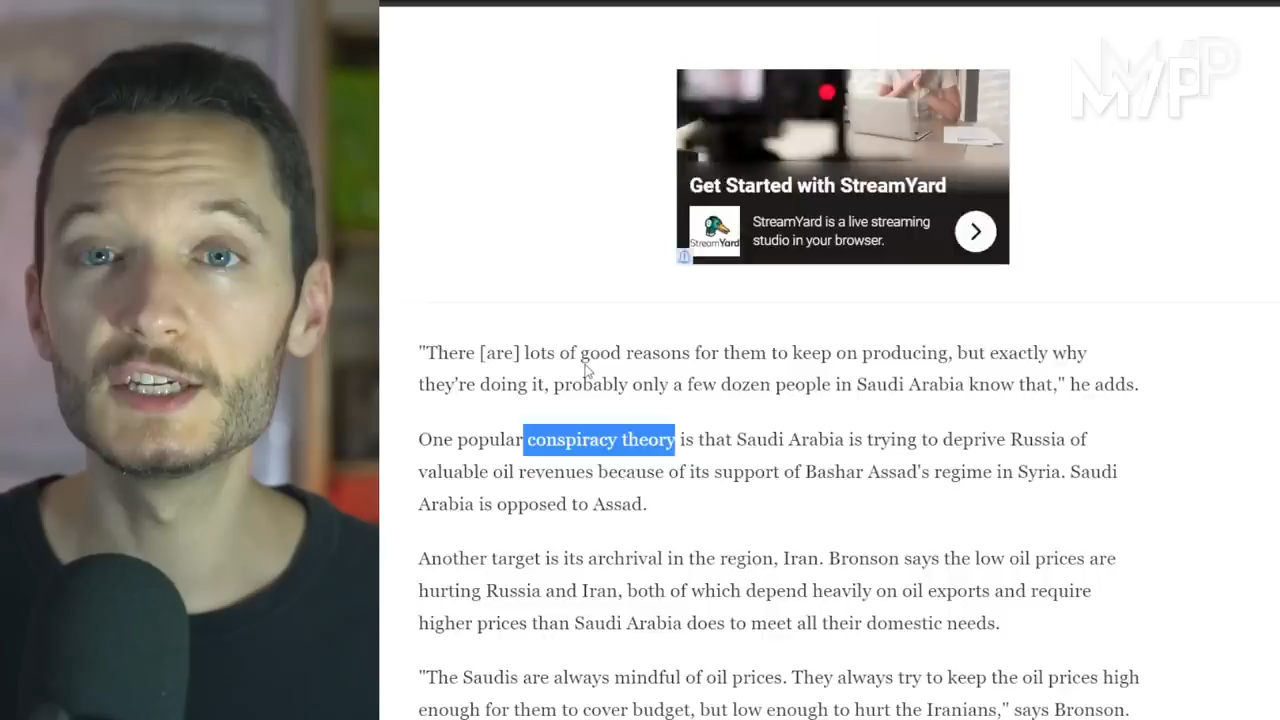 M/P
Get Started with StreamYard
StreamYard
StreamYard is a live streaming
studio in your browser.
"There [are] lots of good reasons for them to keep on producing, but exactly why
they're doing it, probably only a few dozen people in Saudi Arabia know that," he adds.
One popular conspiracy theory is that Saudi Arabia is trying to deprive Russia of
valuable oil revenues because of its support of Bashar Assad's regime in Syria. Saudi
Arabia is opposed to Assad.
Another target is its archrival in the region, Iran. Bronson says the low oil prices are
hurting Russia and Iran, both of which depend heavily on oil exports and require
higher prices than Saudi Arabia does to meet all their domestic needs.
"The Saudis are always mindful of oil prices. They always try to keep the oil prices high
enough for them to cover budget, but low enough to hurt the Iranians," says Bronson.